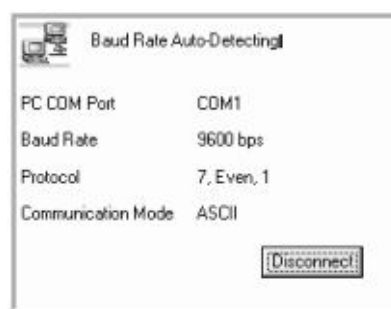 Baud Rate Auto-Detecting!
PC COM Port COM1
Baud Rate 9600 bps
Protocol 7, Even, 1
Communication Mode ASCII
Disconnect